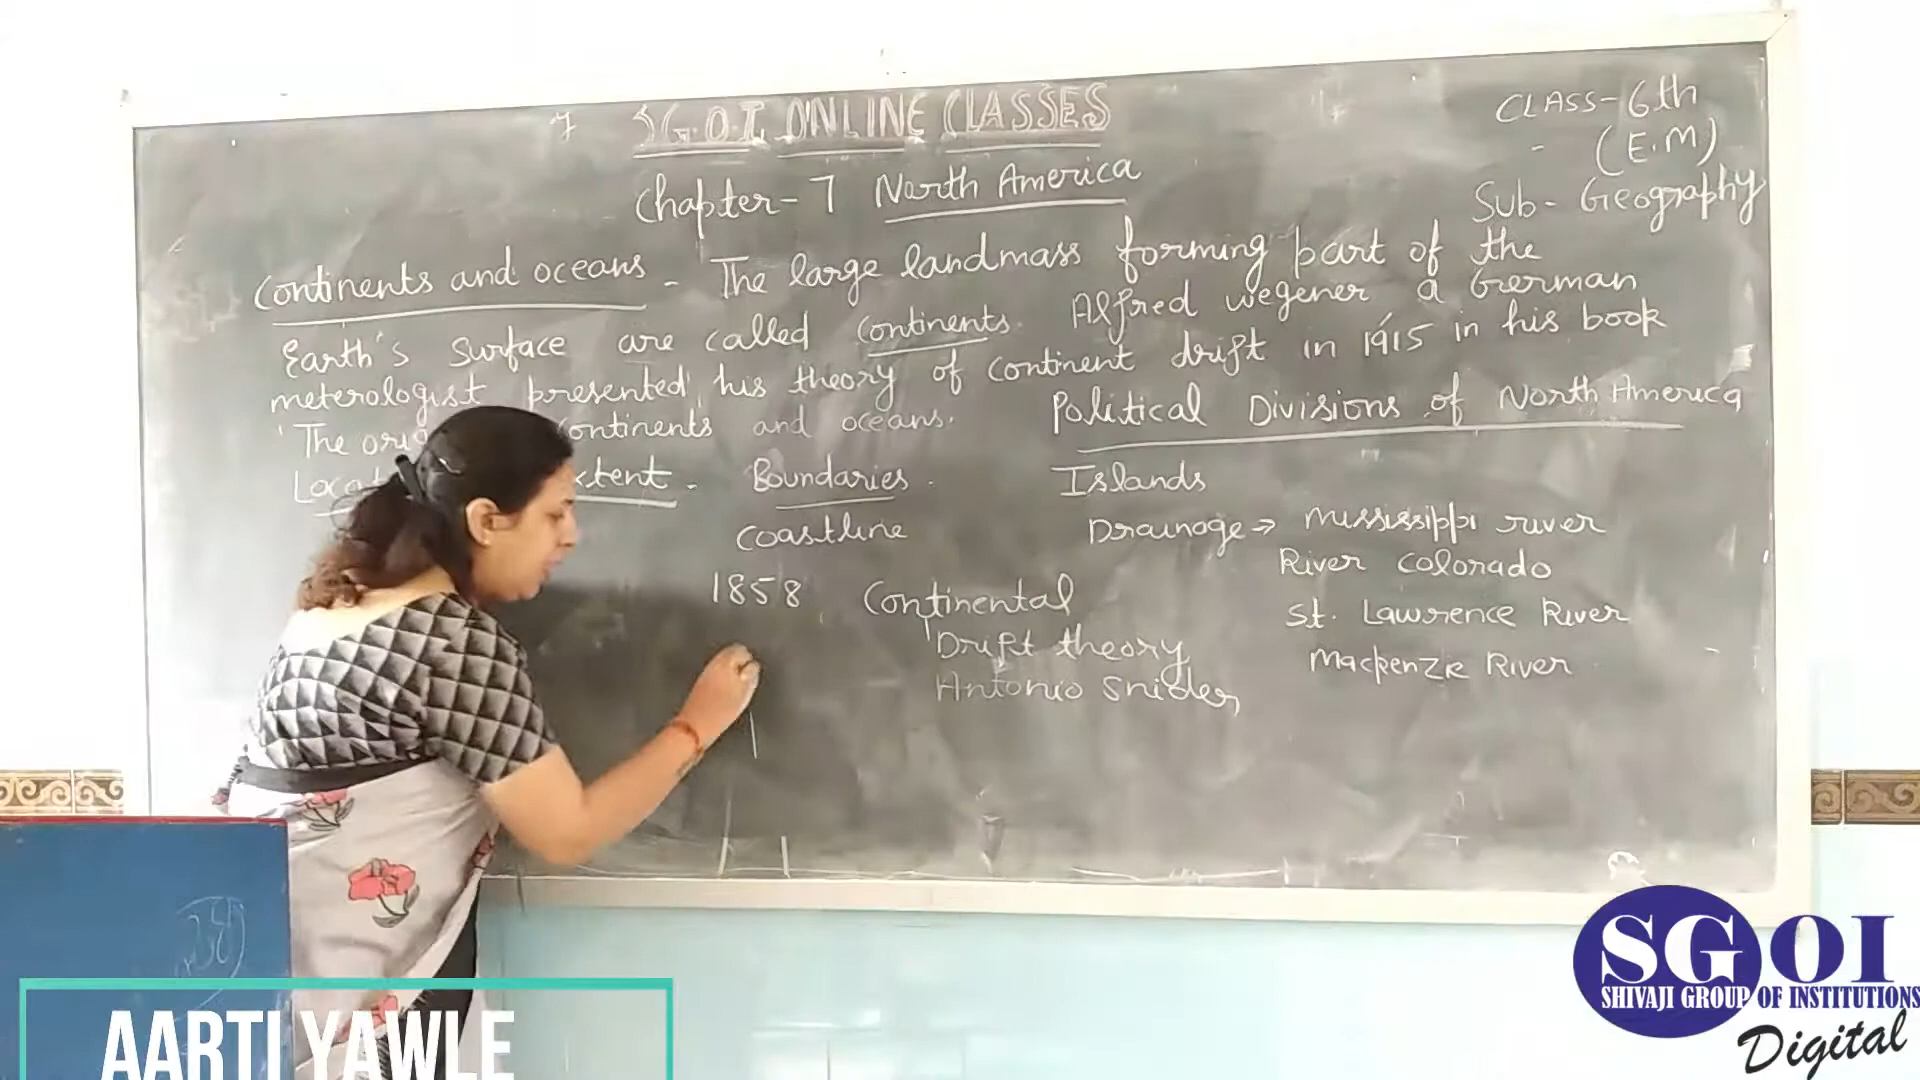 S.G.O.I. ONLINE CLASSES
CLASS-6th
(E.M)
Sub- Geography
Chapter-7 North America
Continents and oceans - The large landmass forming part of the
Earth's surface are called continents. Alfred wegener a German
meterologist presented his theory of continent drift in 1915 in his book
'The continents and oceans.
Political Divisions of North America
Boundaries.
Coastline
Islands
Drainage → Mississippi river
River Colorado
St. Lawrence River
Mackenzie River
1858 Continental
Drift theory
Antonio Snider
AARTI YAWLE
SGOI
SHIVAJI GROUP OF INSTITUTIONS
Digital